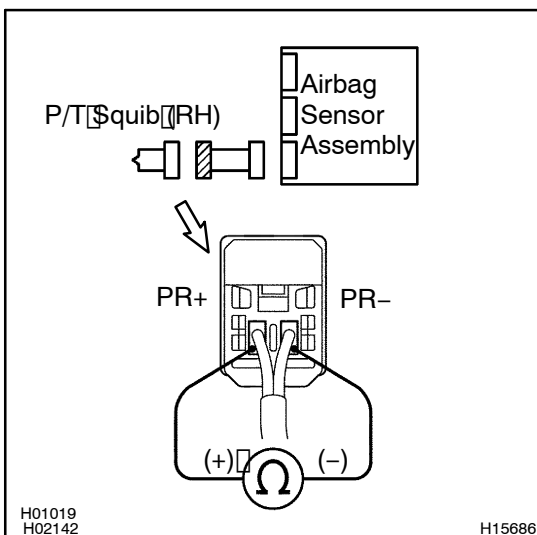 Airbag
Sensor
Assembly
P/T Squib (RH)
PR+
PR−
(+)
(−)
Ω
H01019
H02142
H15686